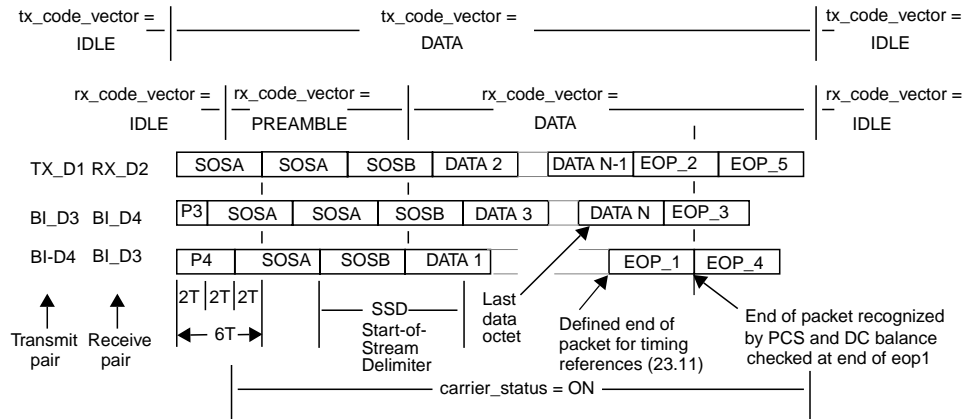 tx_code_vector = tx_code_vector = tx_code_vector =
IDLE DATA IDLE
rx_code_vector = rx_code_vector = rx_code_vector = rx_code_vector =
IDLE PREAMBLE DATA IDLE
TX_D1 RX_D2 SOSA SOSA SOSB DATA 2 DATA N-1 EOP_2 EOP_5
BI_D3 BI_D4 P3 SOSA SOSA SOSB DATA 3 DATA N EOP_3
BI-D4 BI_D3 P4 SOSA SOSB DATA 1 EOP_1 EOP_4
2T 2T 2T
6T
Transmit
pair
Receive
pair
SSD
Start-of-
Stream
Delimiter
Last
data
octet
Defined end of
packet for timing
references (23.11)
End of packet recognized
by PCS and DC balance
checked at end of eop1
carrier_status = ON